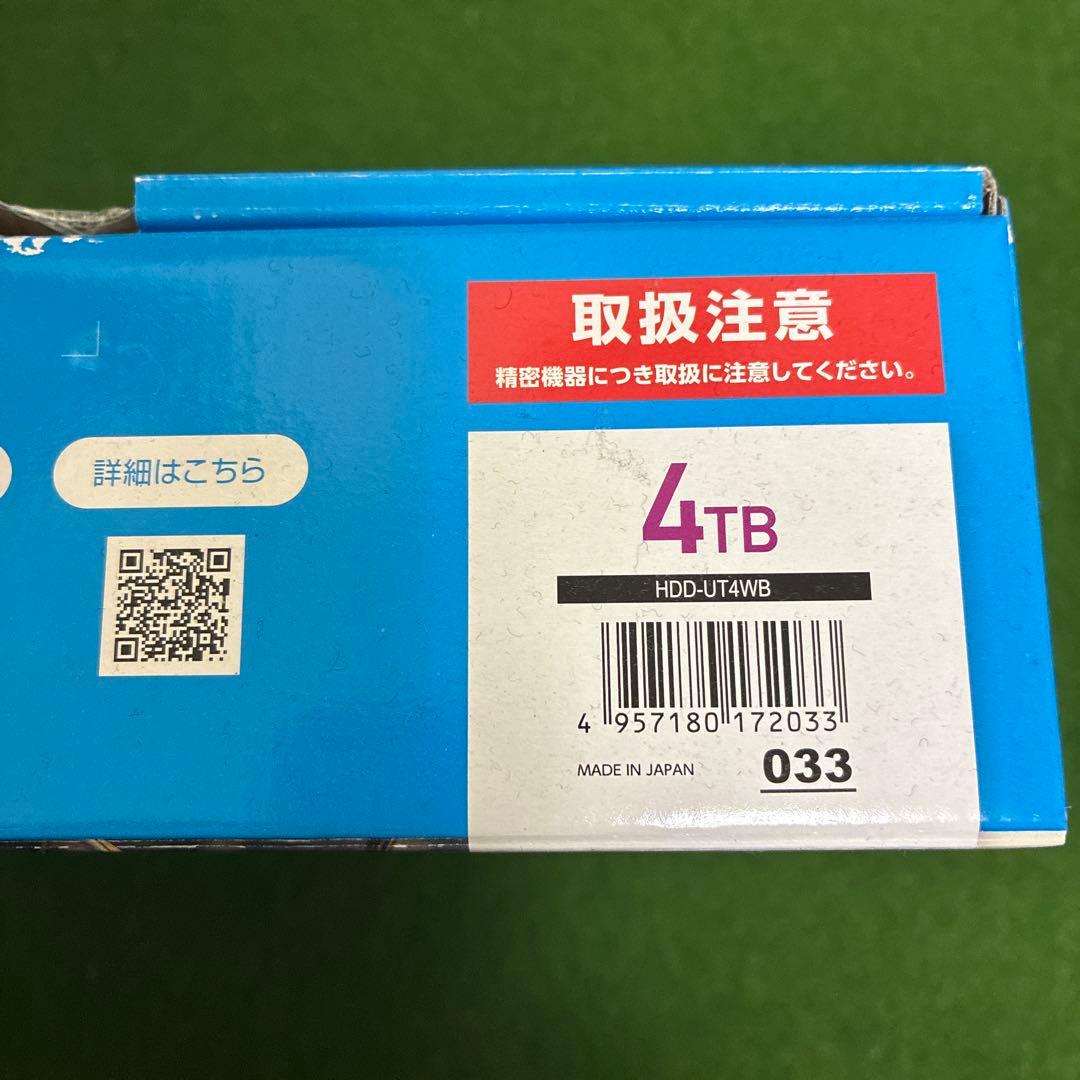 取扱注意
精密機器につき取扱に注意してください。
詳細はこちら
4TB
HDD-UT4WB
4 957180 172033
MADE IN JAPAN
033